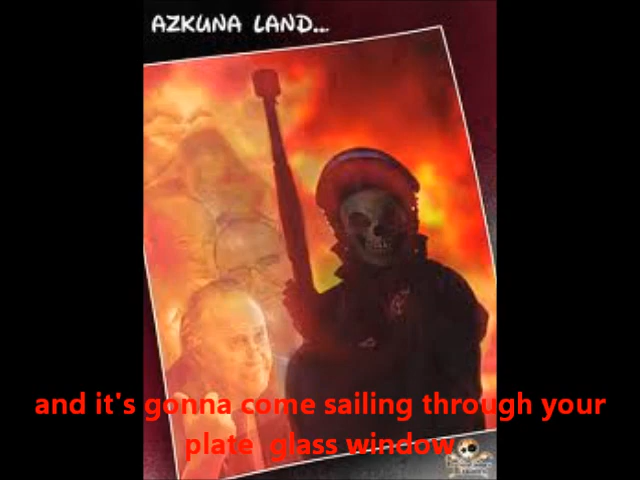 AZKUNA LAND...
and it's gonna come sailing through your
plate glass window